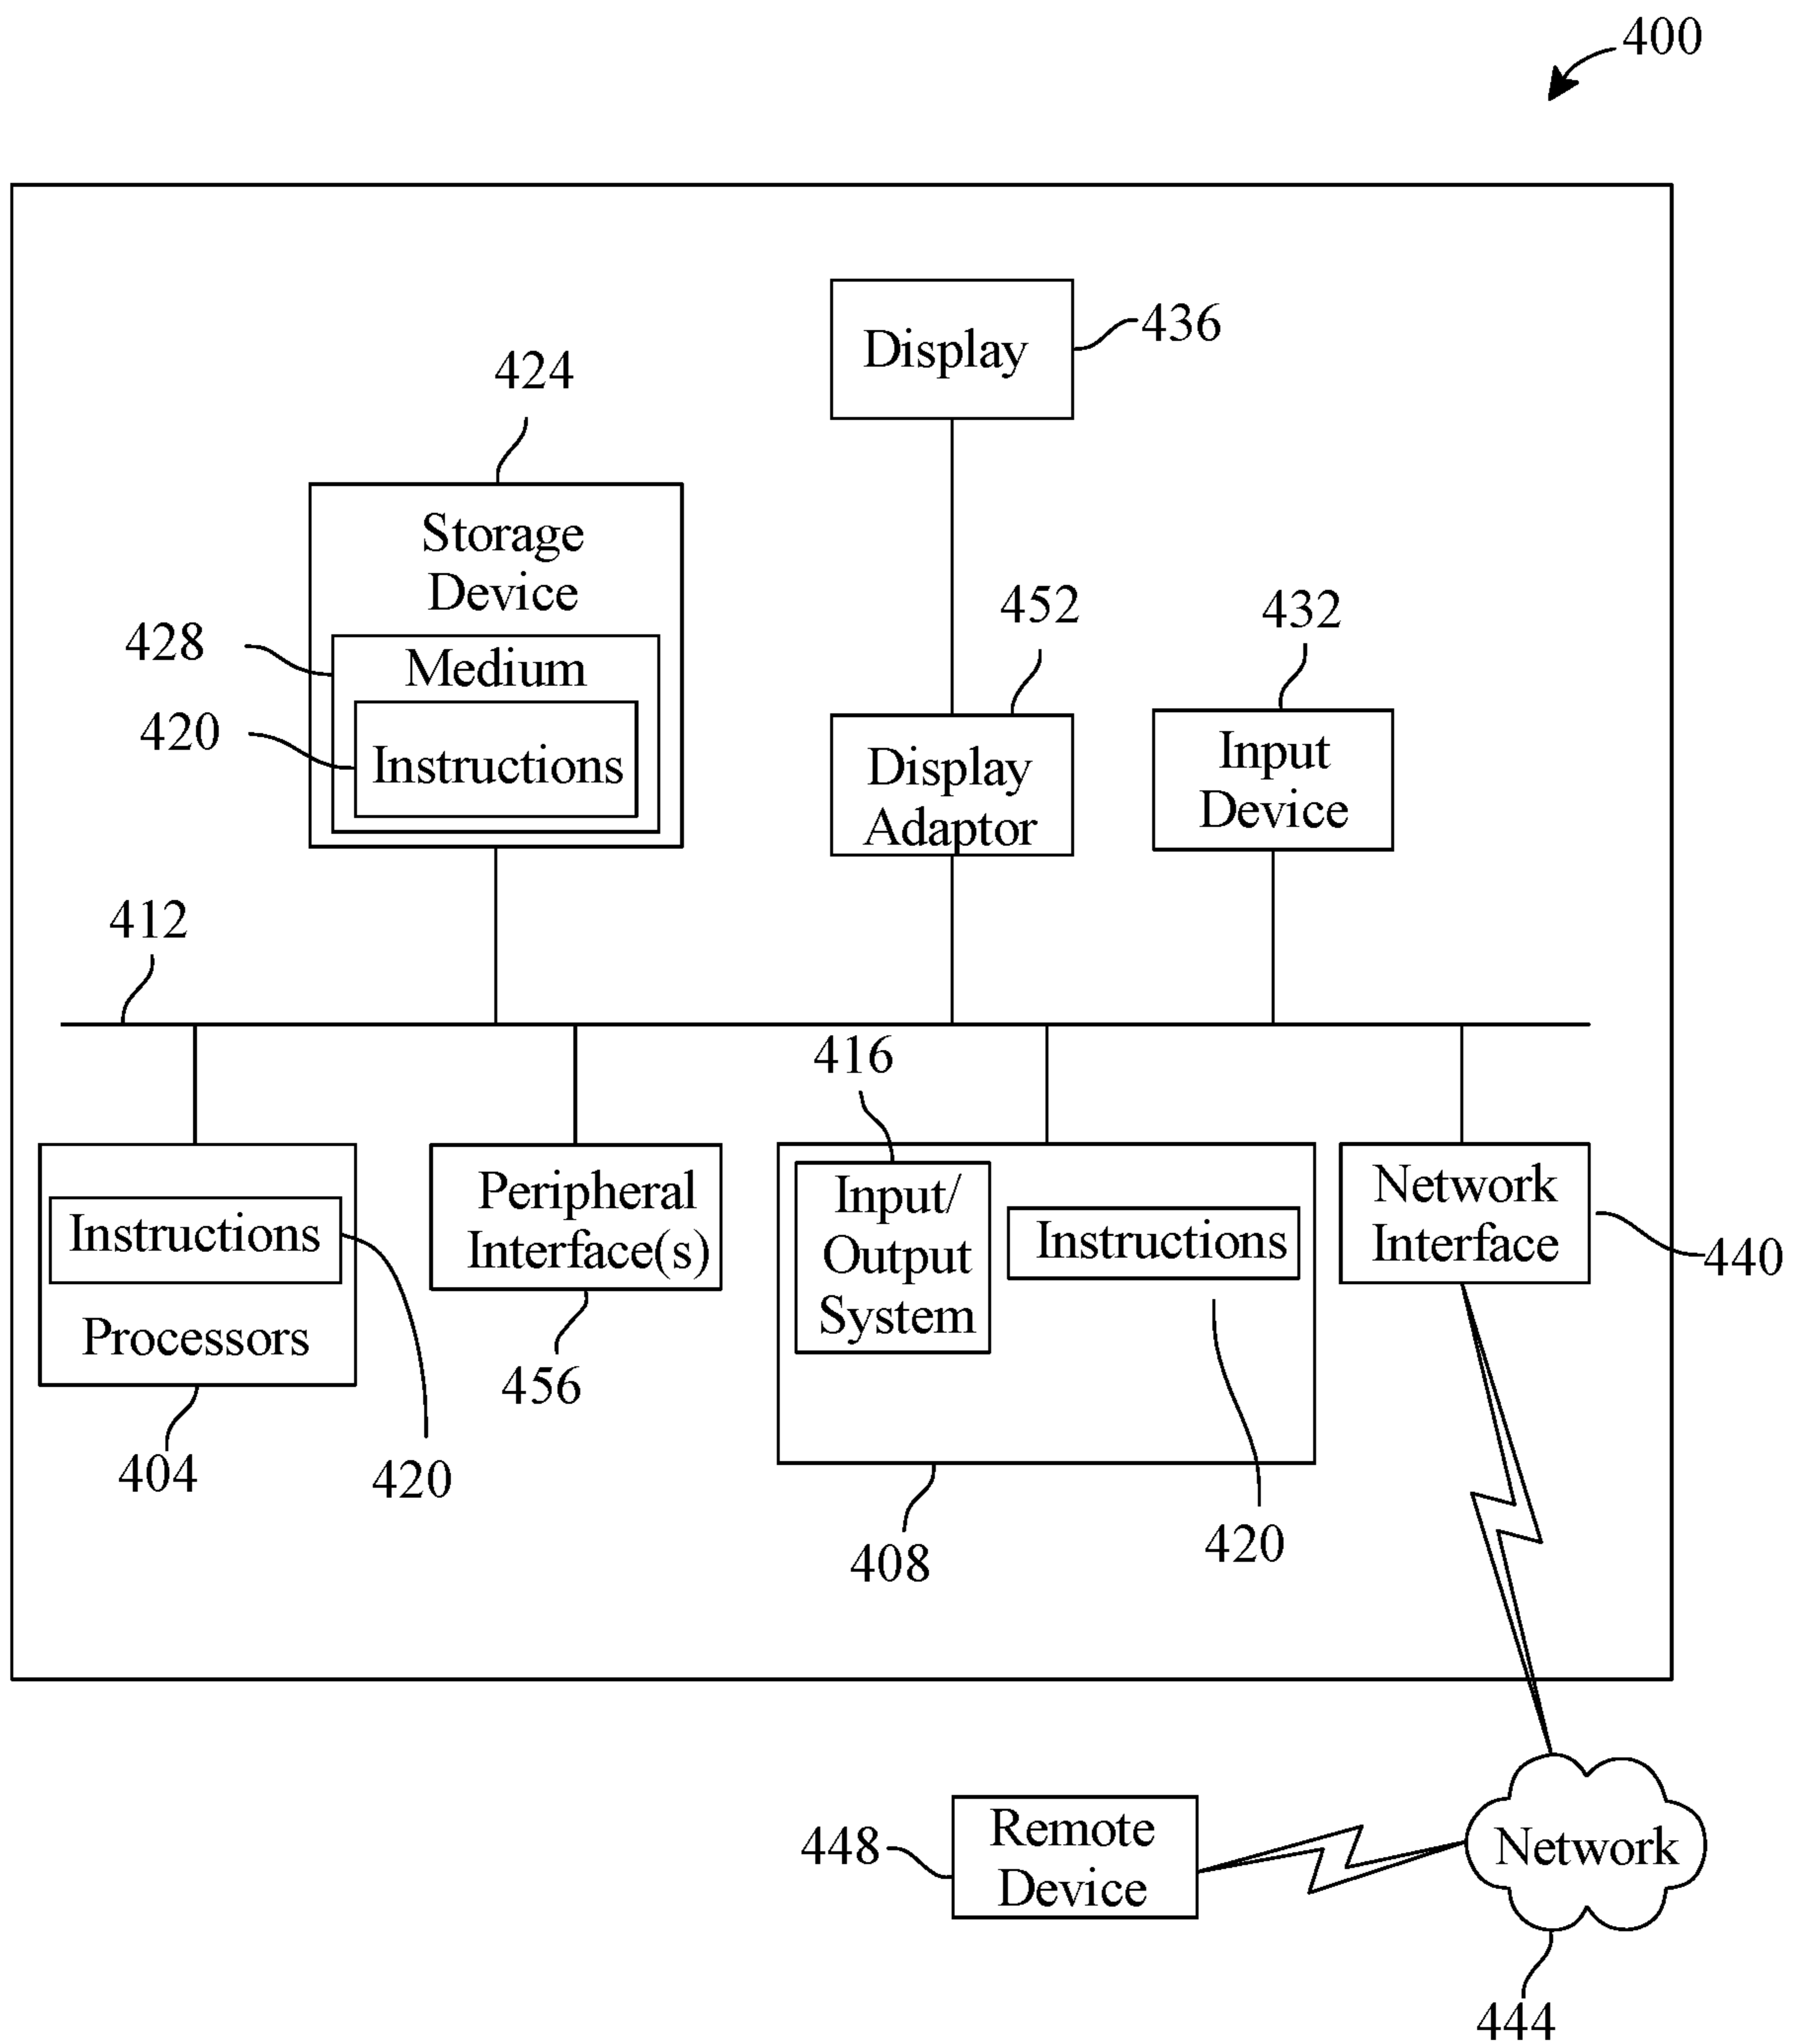 400
Display
436
424
Storage
Device
428
Medium
420
Instructions
452
Display
Adaptor
432
Input
Device
412
416
Instructions
Processors
404
420
Peripheral
Interface(s)
456
Input/
Output
System
Instructions
408
420
Network
Interface
440
448
Remote
Device
Network
444